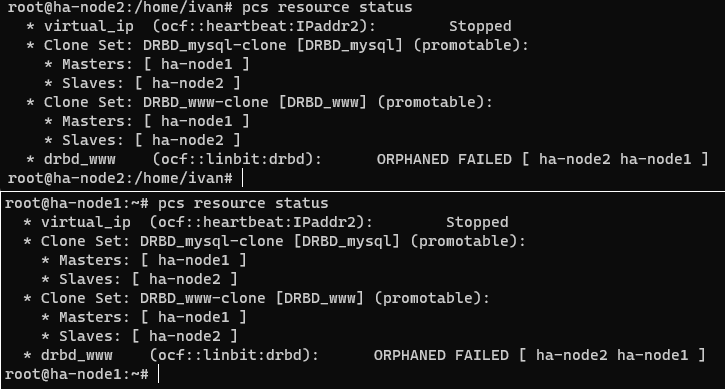 root@ha-node2:/home/ivan# pcs resource status
  * virtual_ip  (ocf::heartbeat:IPaddr2):        Stopped
  * Clone Set: DRBD_mysql-clone [DRBD_mysql] (promotable):
    * Masters: [ ha-node1 ]
    * Slaves: [ ha-node2 ]
  * Clone Set: DRBD_www-clone [DRBD_www] (promotable):
    * Masters: [ ha-node1 ]
    * Slaves: [ ha-node2 ]
  * drbd_www    (ocf::linbit:drbd):      ORPHANED FAILED [ ha-node2 ha-node1 ]
root@ha-node2:/home/ivan#
root@ha-node1:~# pcs resource status
  * virtual_ip  (ocf::heartbeat:IPaddr2):        Stopped
  * Clone Set: DRBD_mysql-clone [DRBD_mysql] (promotable):
    * Masters: [ ha-node1 ]
    * Slaves: [ ha-node2 ]
  * Clone Set: DRBD_www-clone [DRBD_www] (promotable):
    * Masters: [ ha-node1 ]
    * Slaves: [ ha-node2 ]
  * drbd_www    (ocf::linbit:drbd):      ORPHANED FAILED [ ha-node2 ha-node1 ]
root@ha-node1:~#